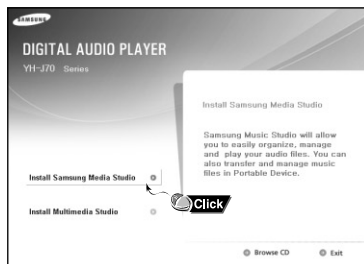 SAMSUNG
DIGITAL AUDIO PLAYER
YH-J70 Series
Install Samsung Media Studio
Samsung Music Studio will allow
you to easily organize, manage
and play your audio files. You can
also transfer and manage music
files in Portable Device.
Install Samsung Media Studio
Click
Install Multimedia Studio
Browse CD
Exit